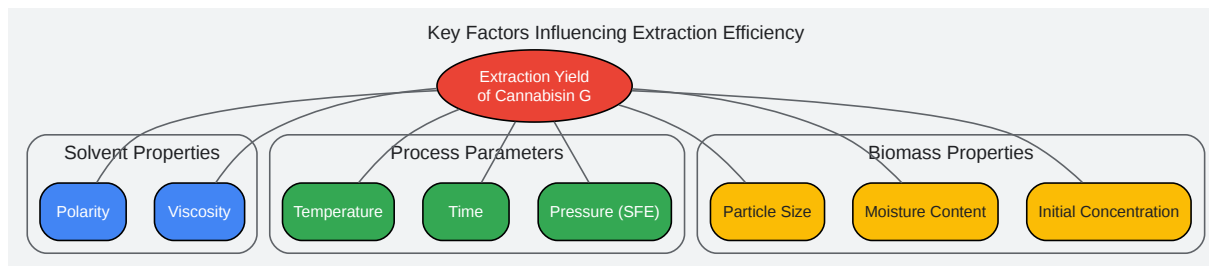 Key Factors Influencing Extraction Efficiency
Extraction Yield
of Cannabisin G
Solvent Properties
Process Parameters
Biomass Properties
Polarity
Viscosity
Temperature
Time
Pressure (SFE)
Particle Size
Moisture Content
Initial Concentration